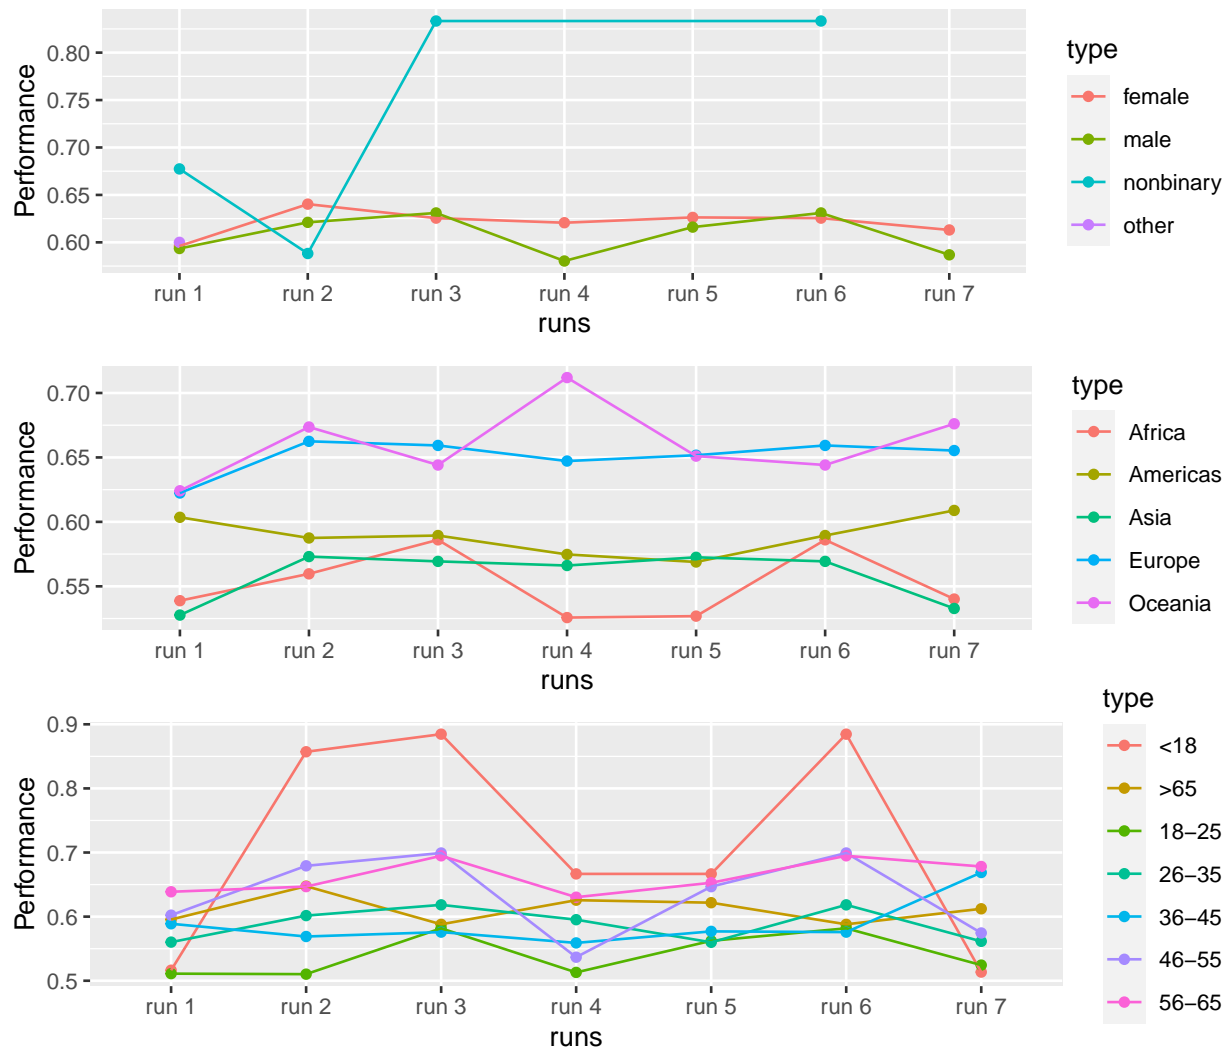 Performance
0.80
0.75
0.70
0.65
0.60
run 1 run 2 run 3 run 4 run 5 run 6 run 7
runs
type
female
male
nonbinary
other
Performance
0.70
0.65
0.60
0.55
run 1 run 2 run 3 run 4 run 5 run 6 run 7
runs
type
Africa
Americas
Asia
Europe
Oceania
Performance
0.9
0.8
0.7
0.6
0.5
run 1 run 2 run 3 run 4 run 5 run 6 run 7
runs
type
<18
>65
18–25
26–35
36–45
46–55
56–65